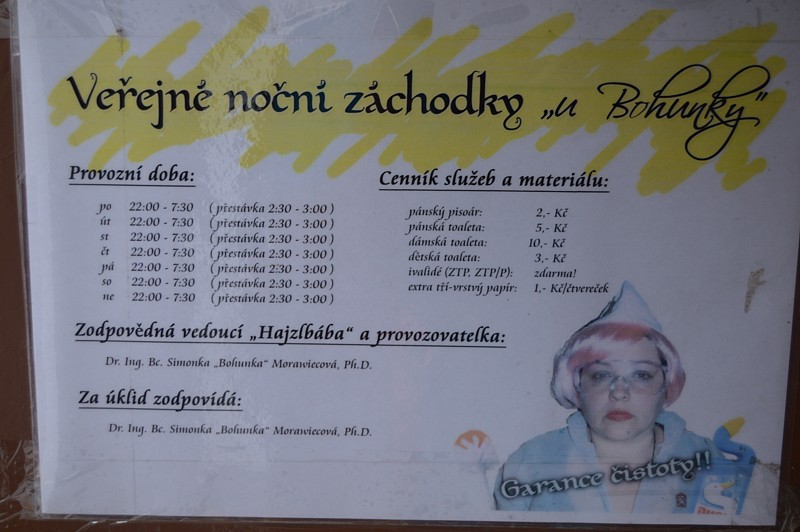 Veřejné noční záchodky „u Bohunky"
Provozní doba:
po 22:00 - 7:30 ( přestávka 2:30 - 3:00 )
út 22:00 - 7:30 ( přestávka 2:30 - 3:00 )
st 22:00 - 7:30 ( přestávka 2:30 - 3:00 )
čt 22:00 - 7:30 ( přestávka 2:30 - 3:00 )
pá 22:00 - 7:30 ( přestávka 2:30 - 3:00 )
so 22:00 - 7:30 ( přestávka 2:30 - 3:00 )
ne 22:00 - 7:30 ( přestávka 2:30 - 3:00 )
Cenník služeb a materiálu:
pánský pisoár: 2,- Kč
pánská toaleta: 5,- Kč
dámská toaleta: 10,- Kč
dětská toaleta: 3,- Kč
ivalidé (ZTP, ZTP/P): zdarma!
extra tří-vrstvý papír: 1,- Kč/čtvereček
Zodpovědná vedoucí „Hajzlbába" a provozovatelka:
Dr. Ing. Bc. Simonka „Bohunka" Morawiecová, Ph.D.
Za úklid zodpovídá:
Dr. Ing. Bc. Simonka „Bohunka" Morawiecová, Ph.D.
Garance čistoty!!